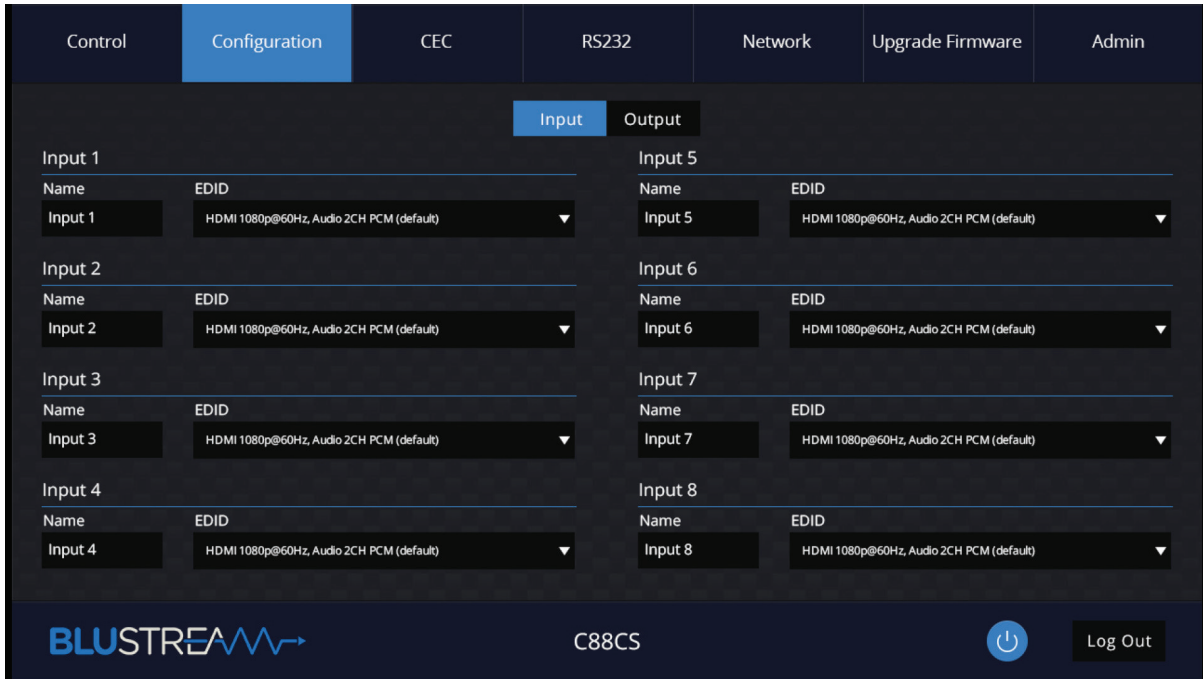 Control Configuration CEC RS232 Network Upgrade Firmware Admin
Input Output
Input 1
Name EDID
Input 1 HDMI 1080p@60Hz, Audio 2CH PCM (default)
Input 2
Name EDID
Input 2 HDMI 1080p@60Hz, Audio 2CH PCM (default)
Input 3
Name EDID
Input 3 HDMI 1080p@60Hz, Audio 2CH PCM (default)
Input 4
Name EDID
Input 4 HDMI 1080p@60Hz, Audio 2CH PCM (default)
Input 5
Name EDID
Input 5 HDMI 1080p@60Hz, Audio 2CH PCM (default)
Input 6
Name EDID
Input 6 HDMI 1080p@60Hz, Audio 2CH PCM (default)
Input 7
Name EDID
Input 7 HDMI 1080p@60Hz, Audio 2CH PCM (default)
Input 8
Name EDID
Input 8 HDMI 1080p@60Hz, Audio 2CH PCM (default)
BLUSTREAM C88CS Log Out